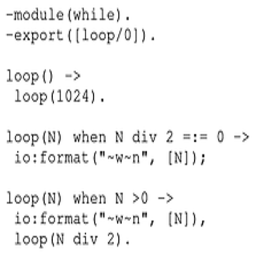 -module(while).
-export([loop/0]).
loop() ->
loop(1024).
loop(N) when N div 2 =:= 0 ->
io:format("~w~n", [N]);
loop(N) when N >0 ->
io:format("~w~n", [N]),
loop(N div 2).